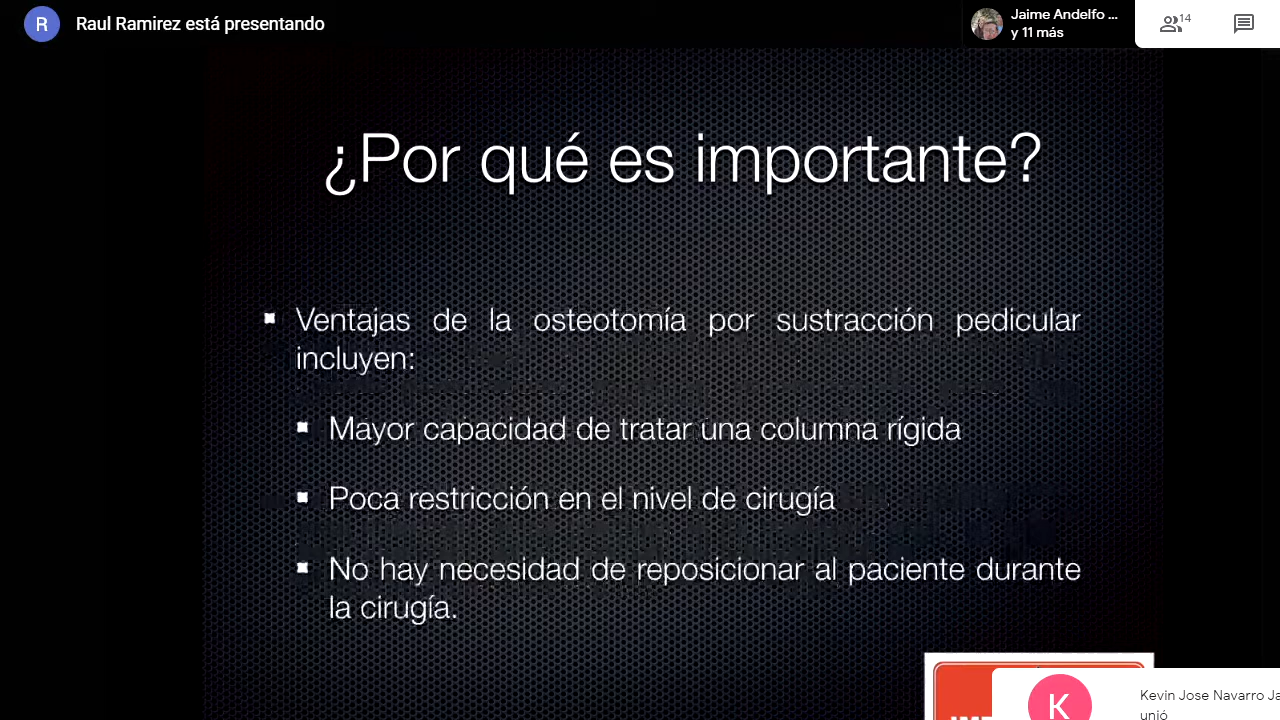 R Raul Ramirez está presentando
Jaime Andelfo ...
y 11 más
14
¿Por qué es importante?
Ventajas de la osteotomía por sustracción pedicular
incluyen:
Mayor capacidad de tratar una columna rígida
Poca restricción en el nivel de cirugía
No hay necesidad de reposicionar al paciente durante
la cirugía.
K
Kevin Jose Navarro Ja
unió